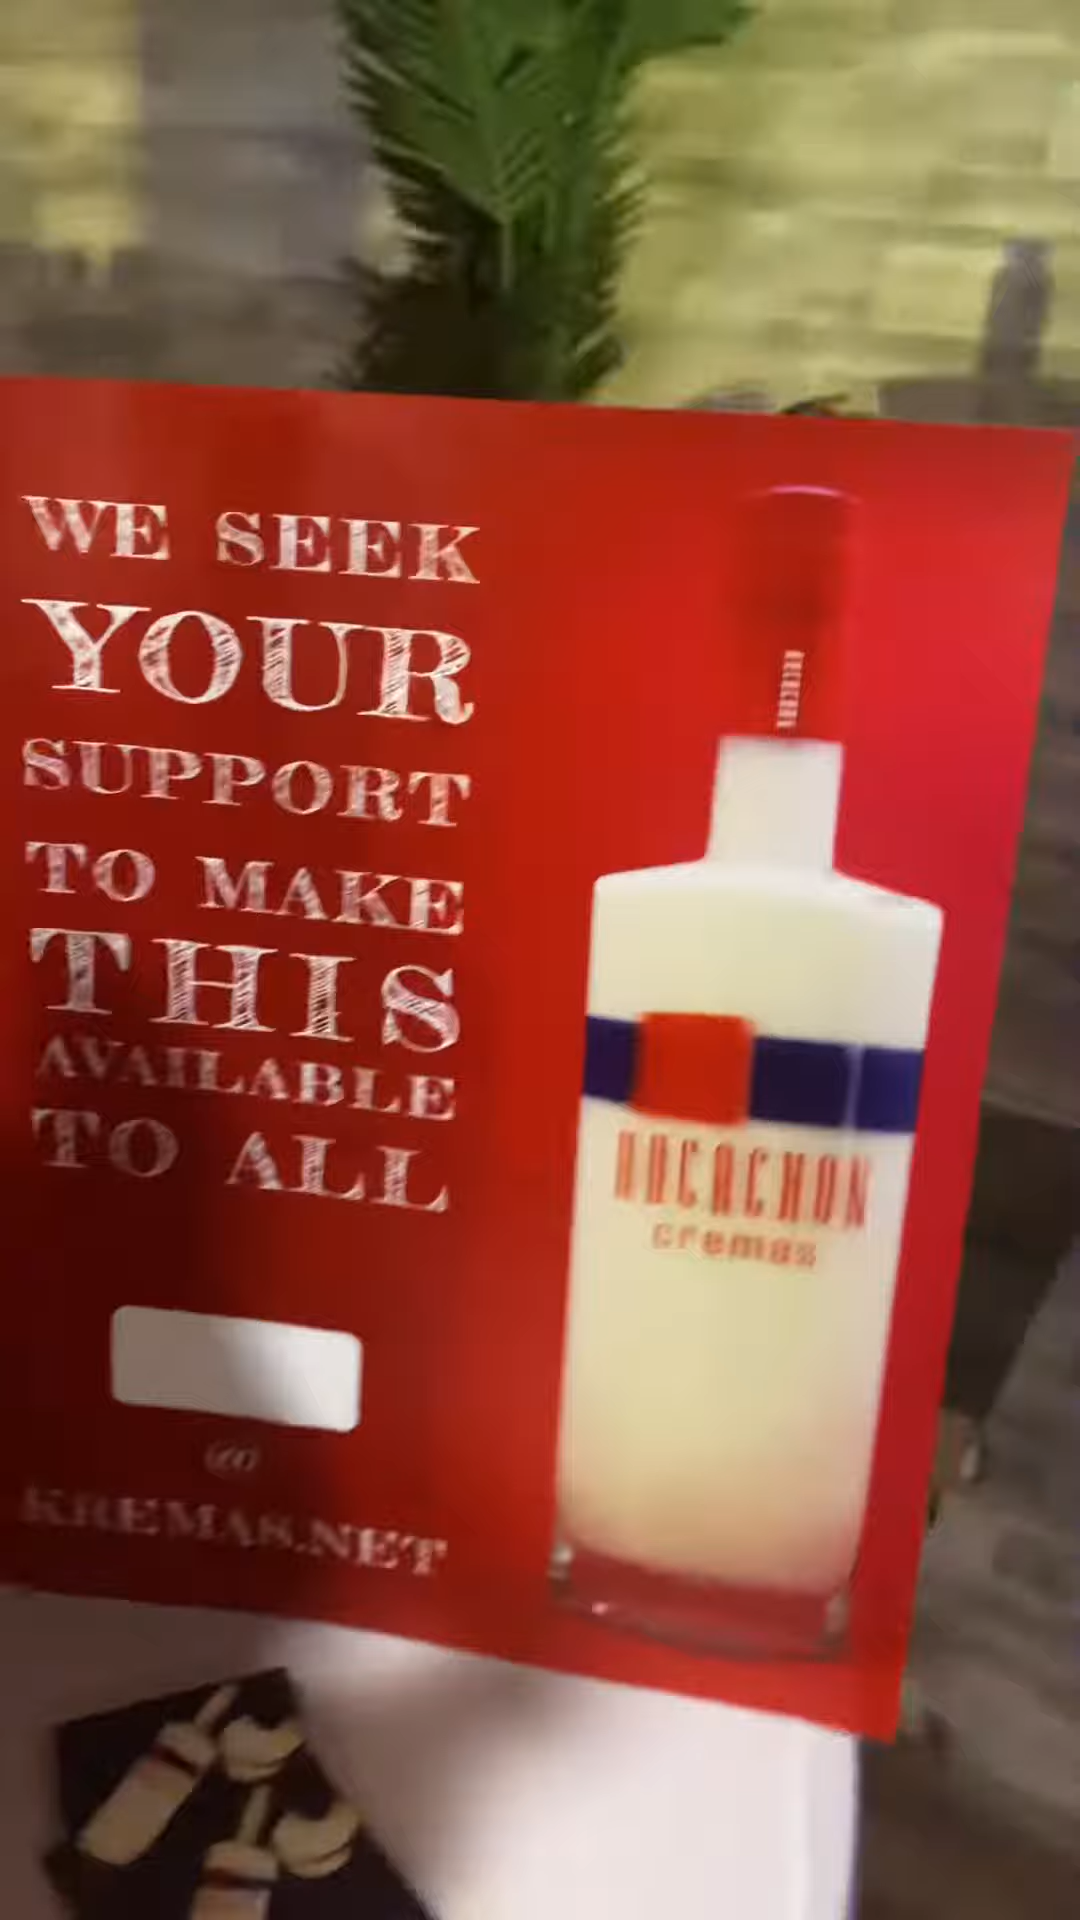 WE SEEK
YOUR
SUPPORT
TO MAKE
THIS
AVAILABLE
TO ALL
KREMAS.NET
cremas